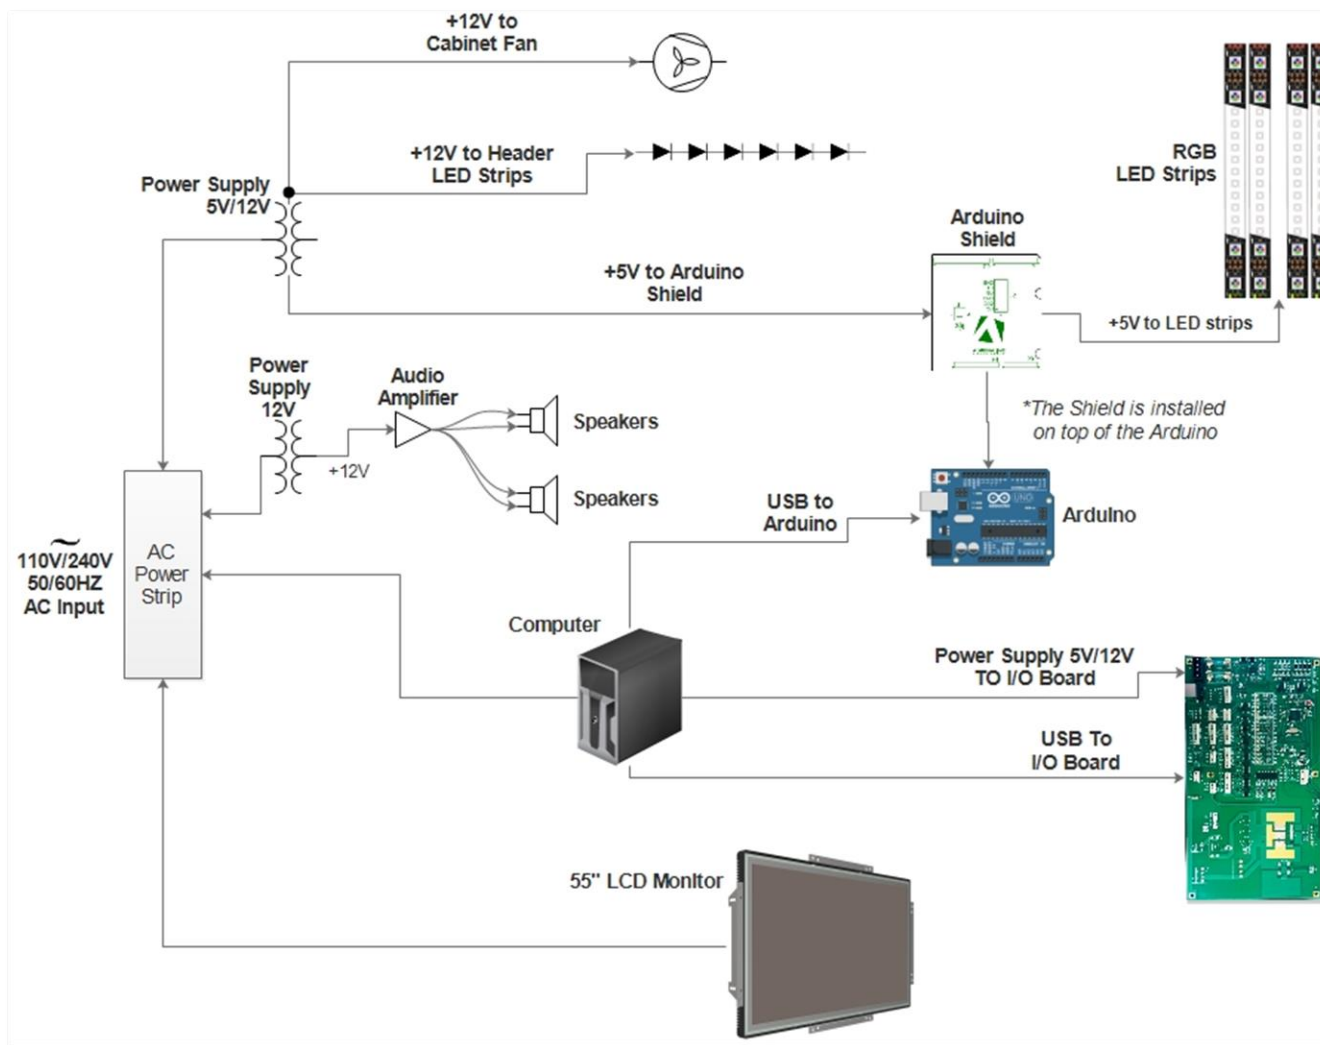 +12V to
Cabinet Fan
+12V to Header
LED Strips
RGB
LED Strips
Power Supply
5V/12V
Arduino
Shield
+5V to Arduino
Shield
+5V to LED strips
Power
Supply
12V
Audio
Amplifier
*The Shield is installed
on top of the Arduino
Speakers
+12V
Speakers
USB to
Arduino
UNO
Arduino
110V/240V
50/60HZ
AC Input
AC
Power
Strip
Computer
Power Supply 5V/12V
TO I/O Board
USB To
I/O Board
55" LCD Monitor